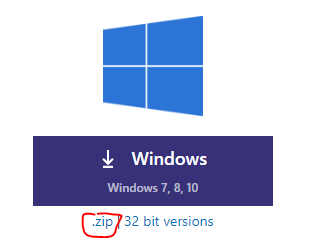 Windows
Windows 7, 8, 10
.zip | 32 bit versions